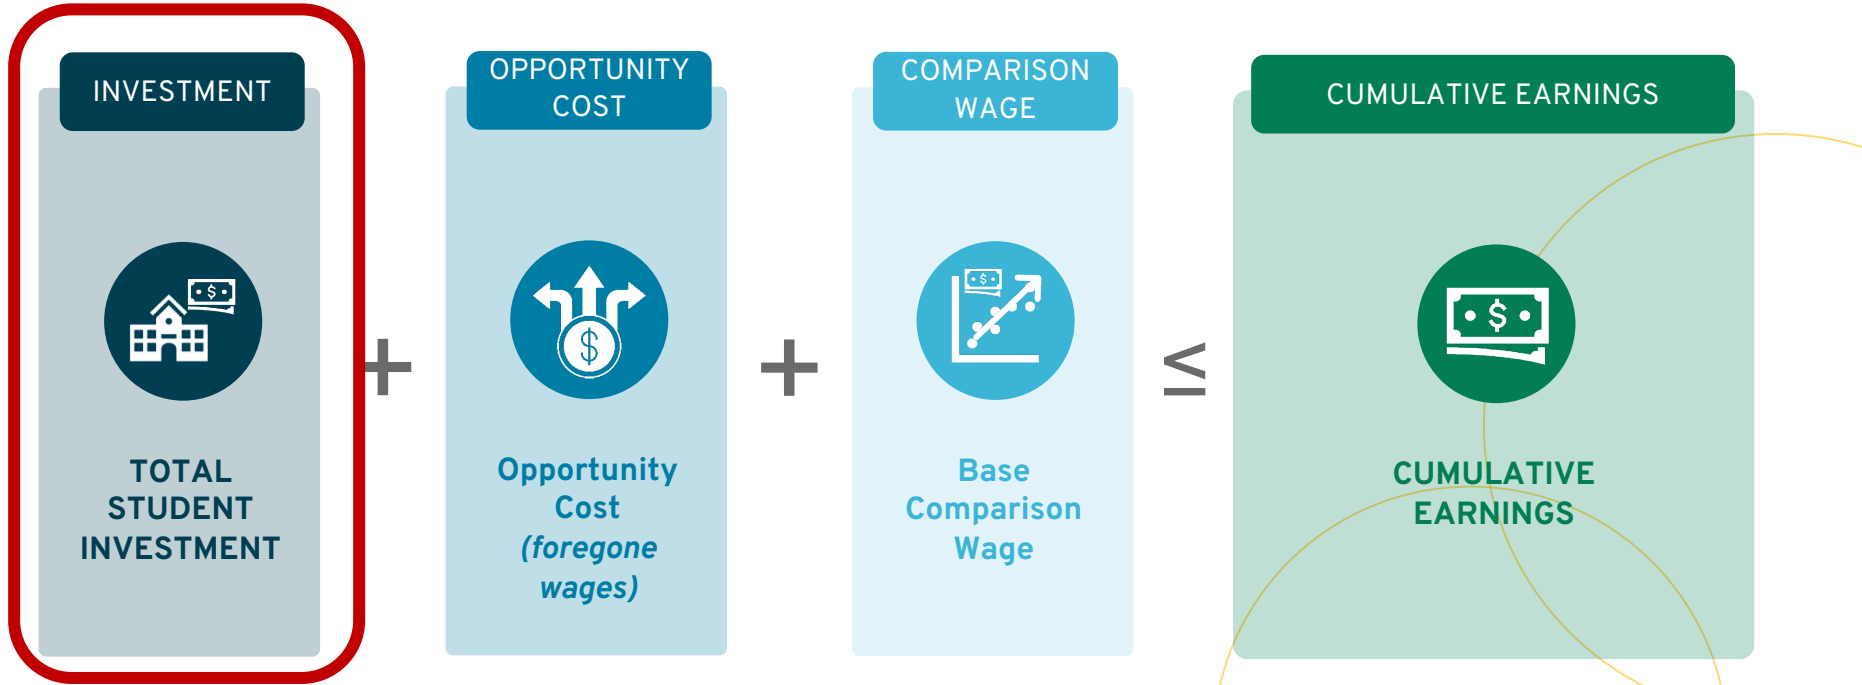 INVESTMENT
TOTAL
STUDENT
INVESTMENT
+
OPPORTUNITY
COST
$
Opportunity
Cost
(foregone
wages)
+
COMPARISON
WAGE
$
Base
Comparison
Wage
≤
CUMULATIVE EARNINGS
$
CUMULATIVE
EARNINGS